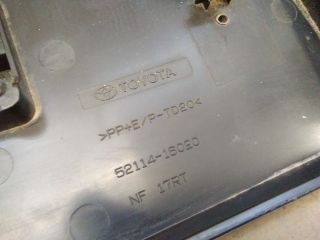 TOYOTA
>PP+E/P-TD20<
52114-16020
NF 17RT